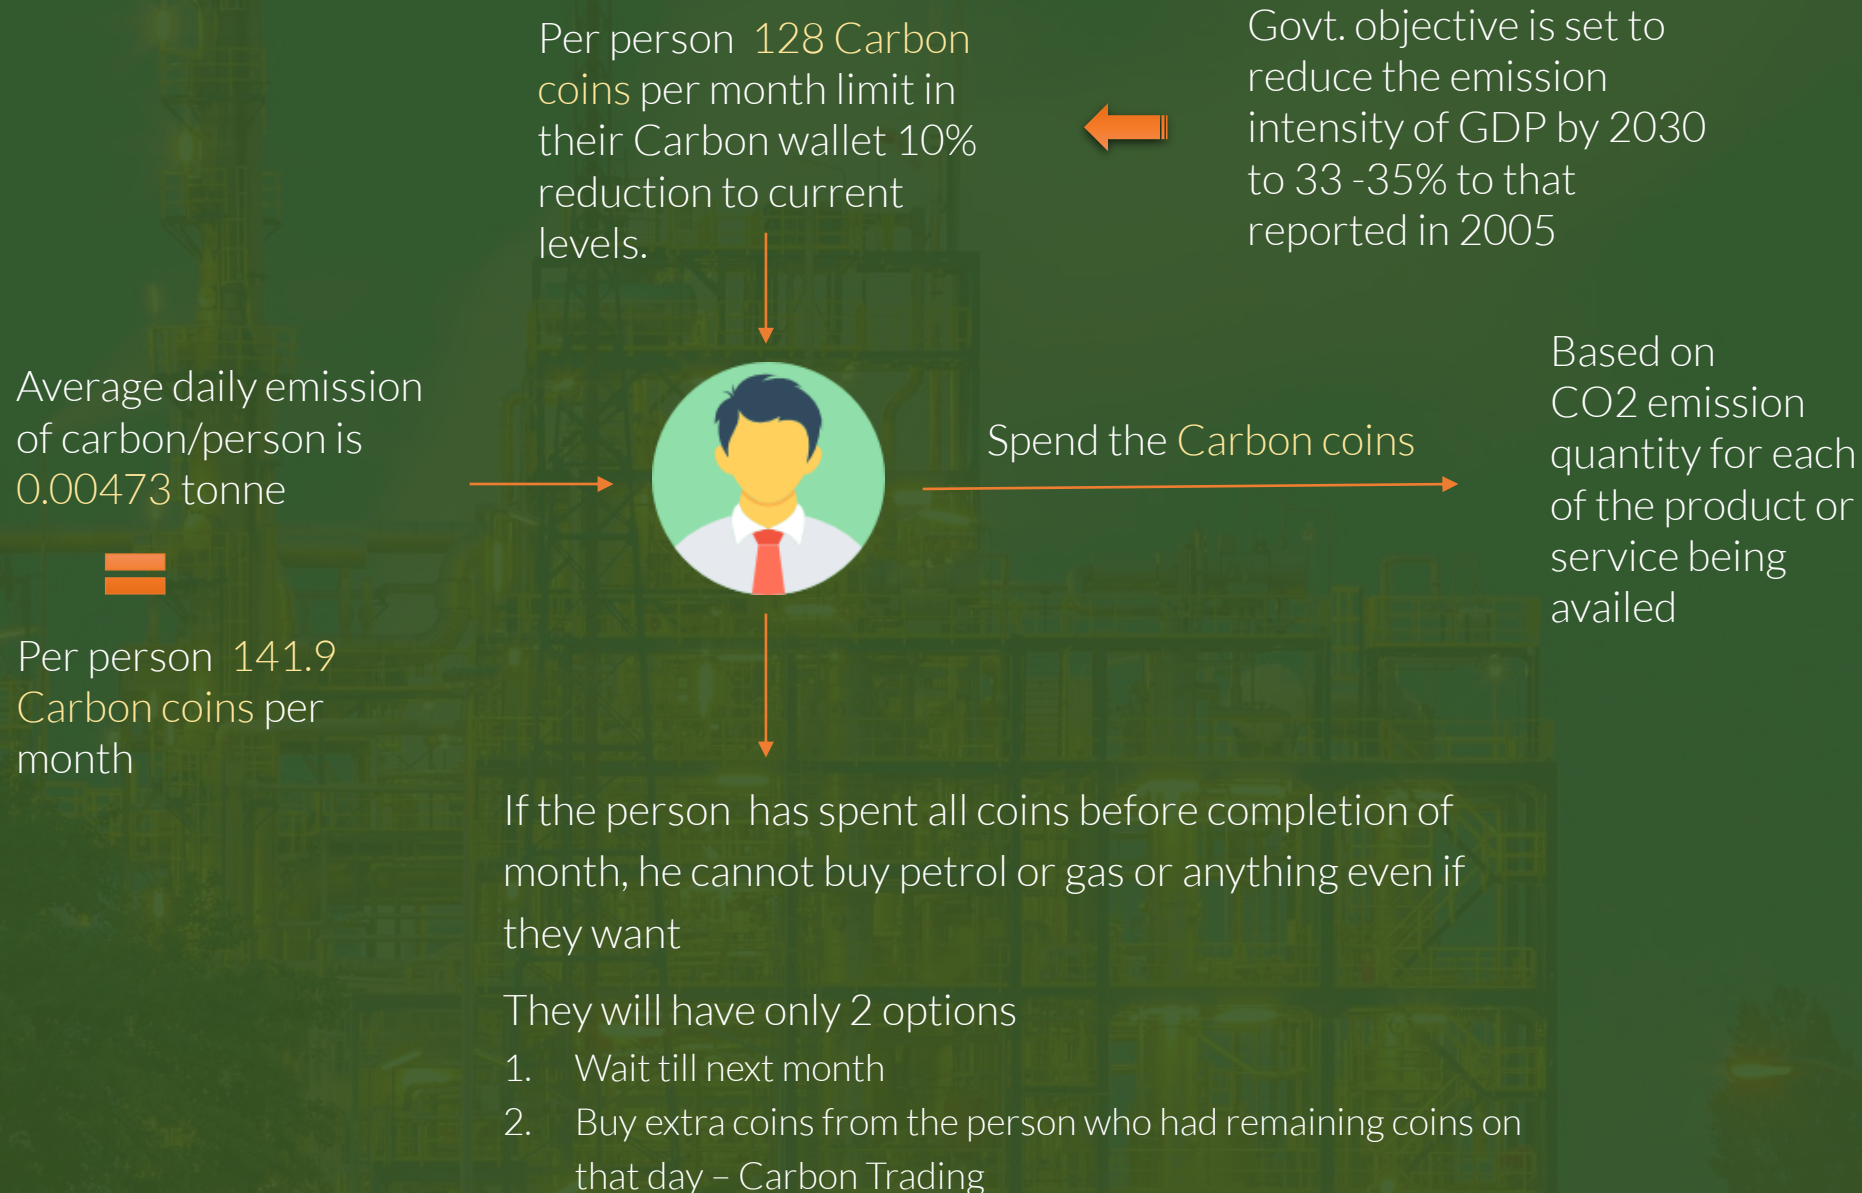 Per person 128 Carbon
coins per month limit in
their Carbon wallet 10%
reduction to current
levels.
Govt. objective is set to
reduce the emission
intensity of GDP by 2030
to 33 -35% to that
reported in 2005
Average daily emission
of carbon/person is
0.00473 tonne
Per person 141.9
Carbon coins per
month
Spend the Carbon coins
Based on
CO2 emission
quantity for each
of the product or
service being
availed
If the person has spent all coins before completion of
month, he cannot buy petrol or gas or anything even if
they want
They will have only 2 options
1. Wait till next month
2. Buy extra coins from the person who had remaining coins on
that day – Carbon Trading